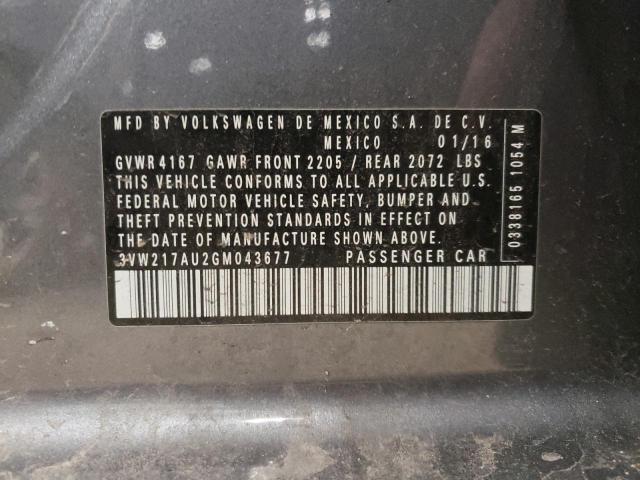 MFD BY VOLKSWAGEN DE MEXICO S.A. DE C.V.
MEXICO 01/16
GVWR 4167 GAWR FRONT 2205 / REAR 2072 LBS
THIS VEHICLE CONFORMS TO ALL APPLICABLE U.S.
FEDERAL MOTOR VEHICLE SAFETY, BUMPER AND
THEFT PREVENTION STANDARDS IN EFFECT ON
THE DATE OF MANUFACTURE SHOWN ABOVE.
3VW217AU2GM043677 PASSENGER CAR
0338165 1054 M